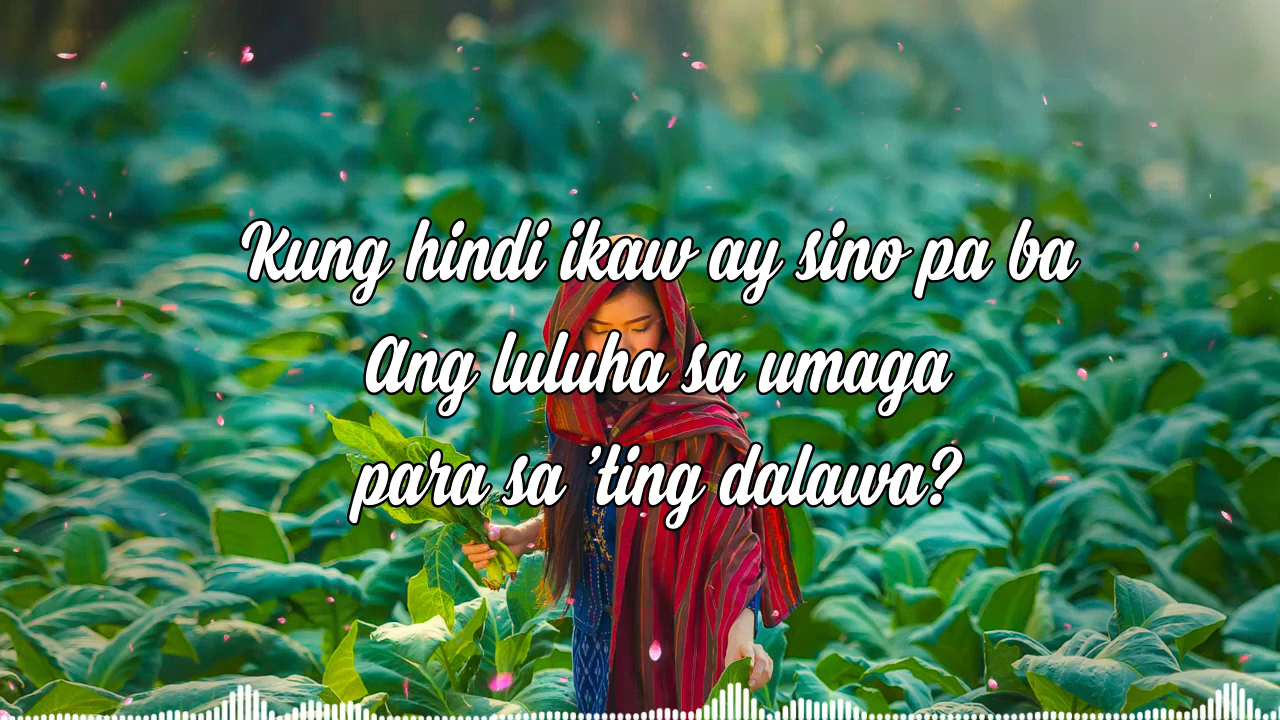 Kung hindi ikaw ay sino pa ba
Ang luluha sa umaga
para sa 'ting dalawa?